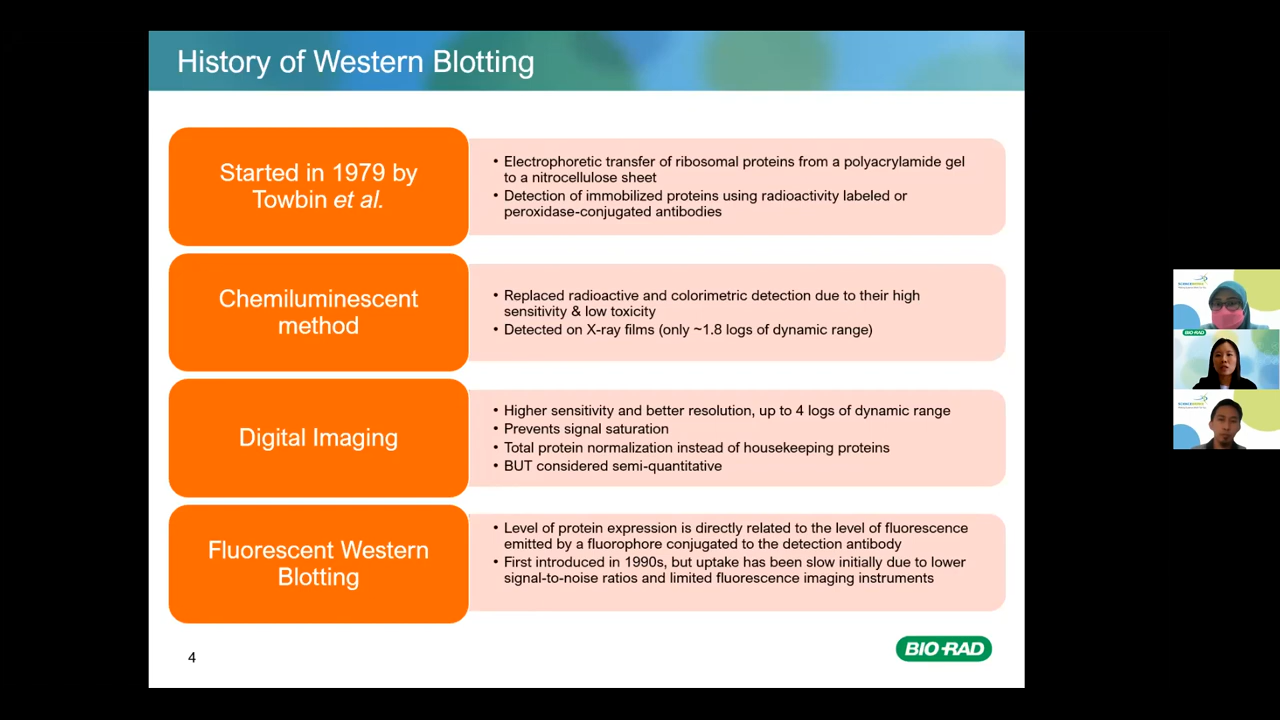 History of Western Blotting
Started in 1979 by
Towbin et al.
• Electrophoretic transfer of ribosomal proteins from a polyacrylamide gel
to a nitrocellulose sheet
• Detection of immobilized proteins using radioactivity labeled or
peroxidase-conjugated antibodies
Chemiluminescent
method
• Replaced radioactive and colorimetric detection due to their high
sensitivity & low toxicity
• Detected on X-ray films (only ~1.8 logs of dynamic range)
Digital Imaging
• Higher sensitivity and better resolution, up to 4 logs of dynamic range
• Prevents signal saturation
• Total protein normalization instead of housekeeping proteins
• BUT considered semi-quantitative
Fluorescent Western
Blotting
• Level of protein expression is directly related to the level of fluorescence
emitted by a fluorophore conjugated to the detection antibody
• First introduced in 1990s, but uptake has been slow initially due to lower
signal-to-noise ratios and limited fluorescence imaging instruments
4
BIO-RAD
BIO-RAD